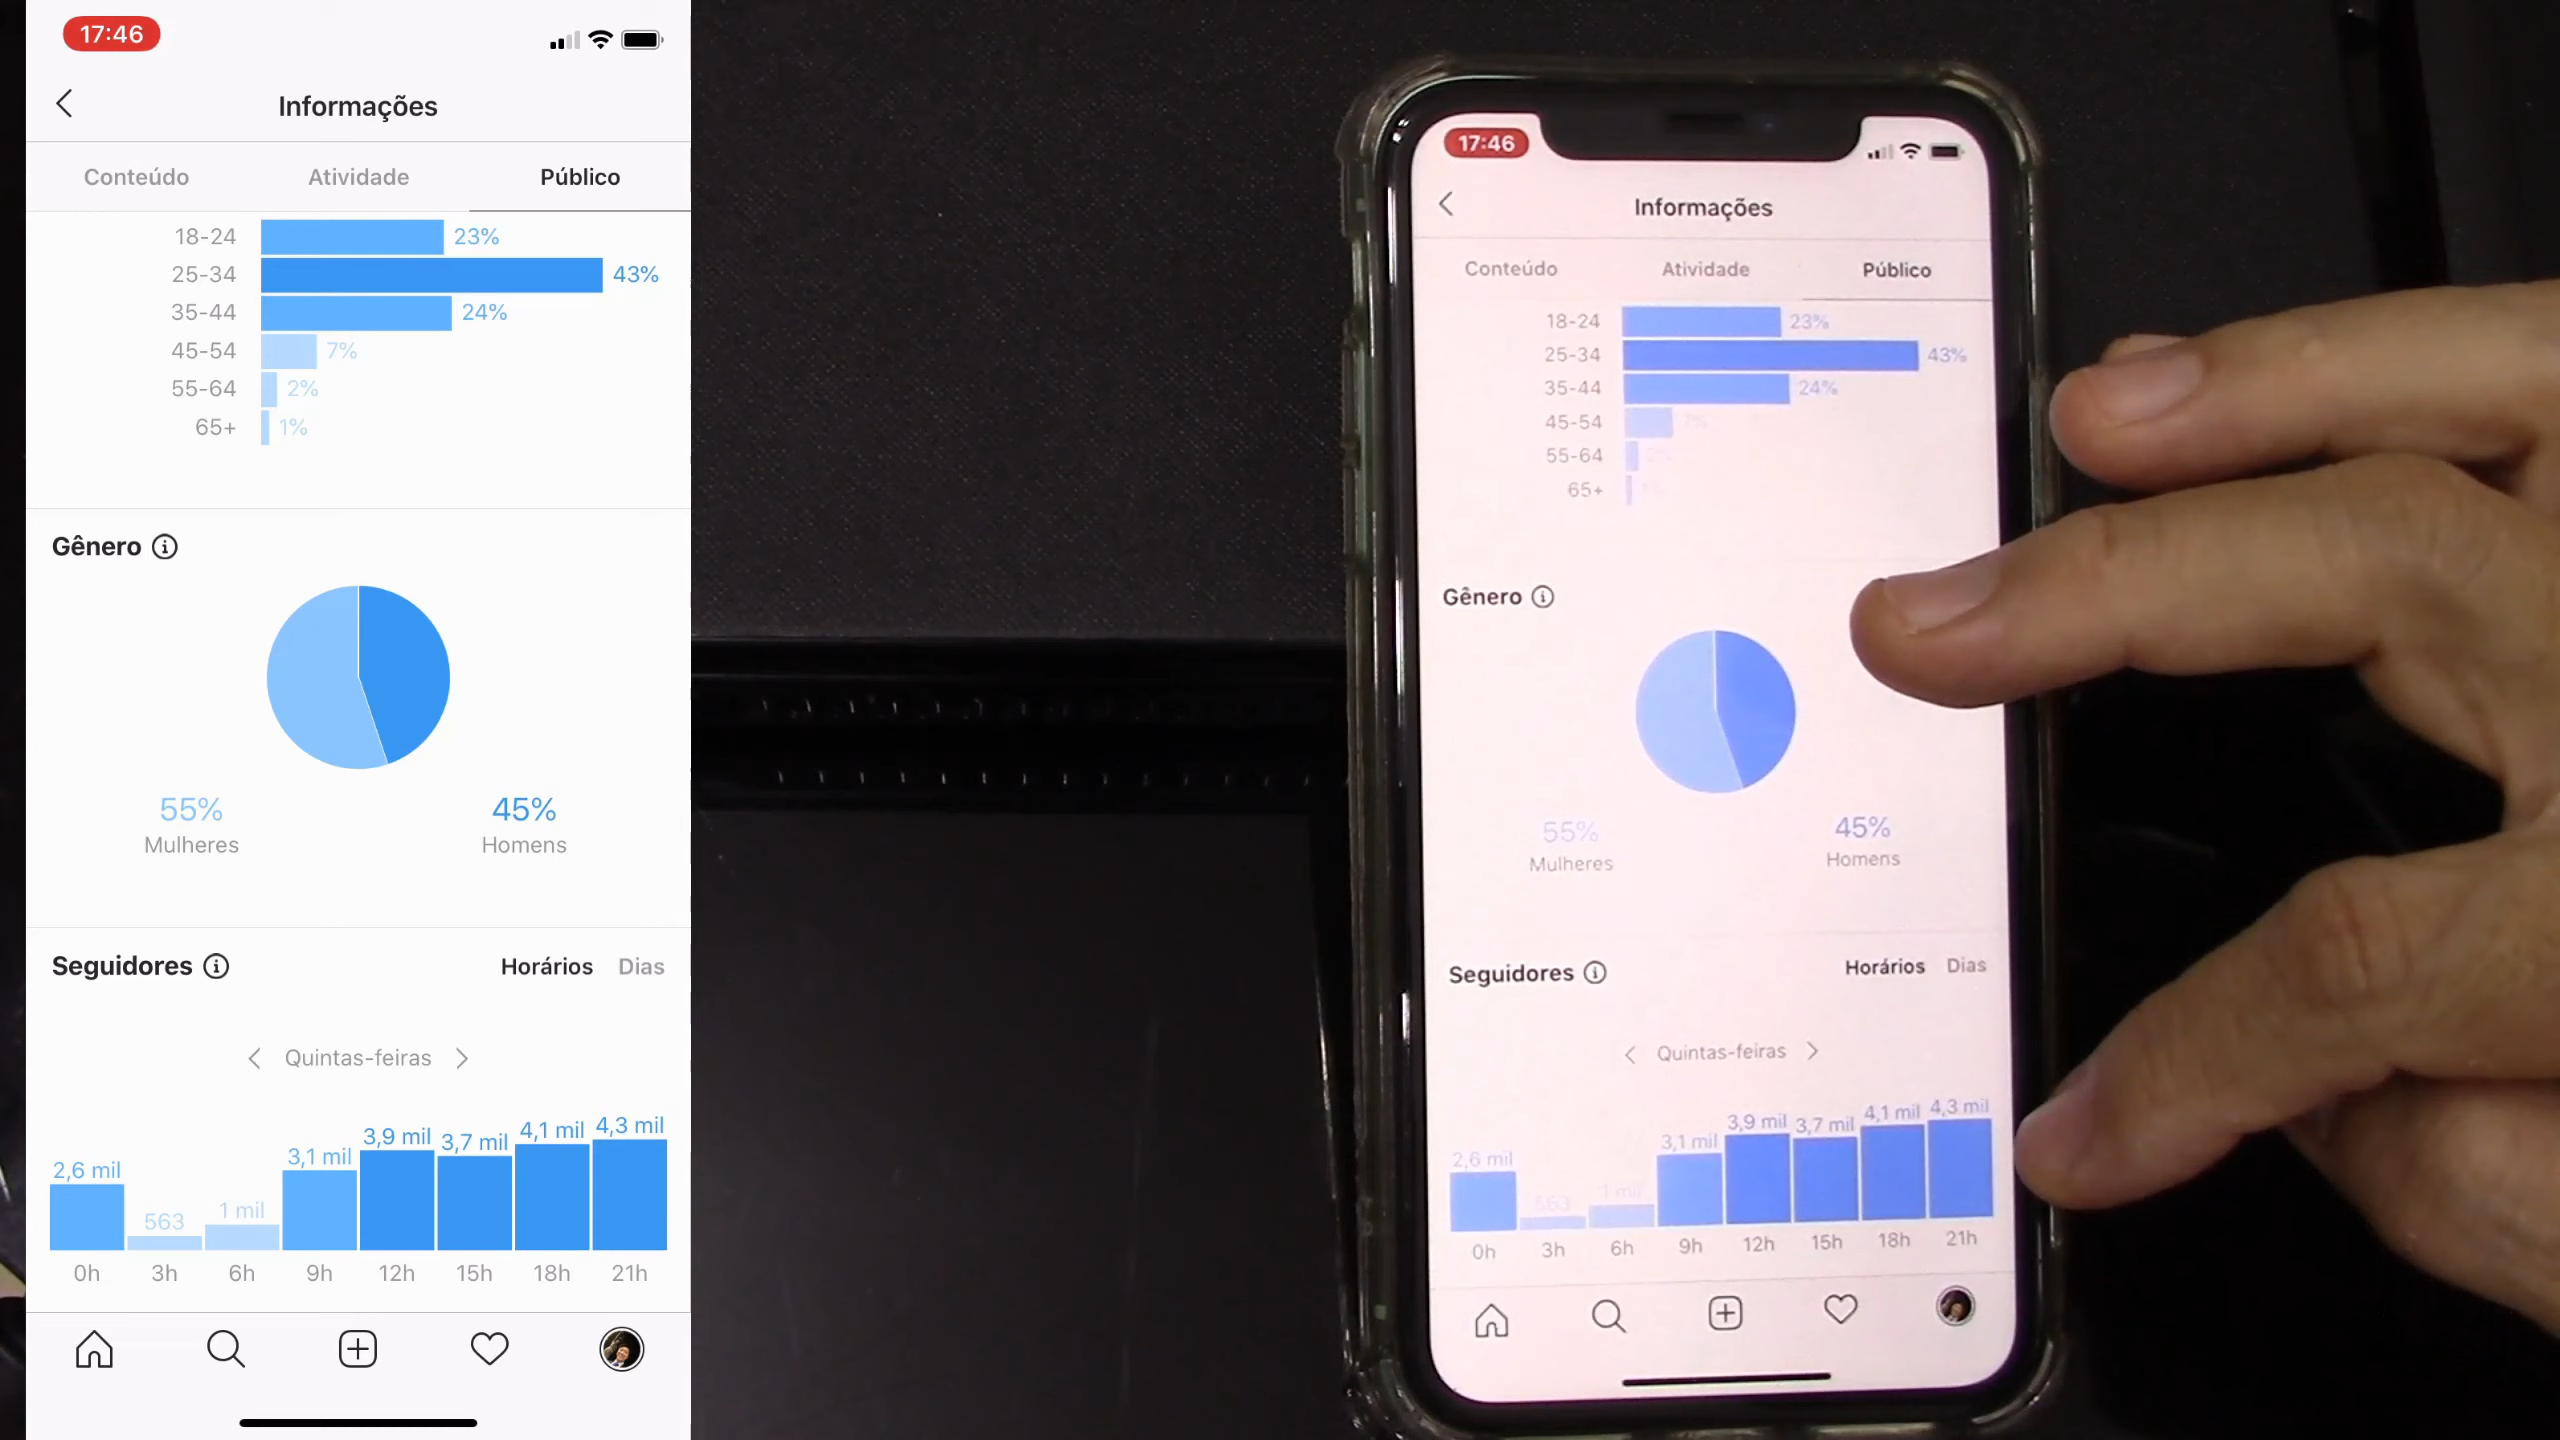 17:46
Informações
Conteúdo Atividade Público
18-24 23%
25-34 43%
35-44 24%
45-54 7%
55-64 2%
65+ 1%
Gênero
55% 45%
Mulheres Homens
Seguidores Horários Dias
Quintas-feiras
2,6 mil 563 1 mil 3,1 mil 3,9 mil 3,7 mil 4,1 mil 4,3 mil
0h 3h 6h 9h 12h 15h 18h 21h
17:46
Informações
Conteúdo Atividade Público
18-24 23%
25-34 43%
35-44 24%
45-54 7%
55-64 2%
65+
Gênero
55% 45%
Mulheres Homens
Seguidores Horários Dias
Quintas-feiras
2,6 mil 563 1 mil 3,1 mil 3,9 mil 3,7 mil 4,1 mil 4,3 mil
0h 3h 6h 9h 12h 15h 18h 21h